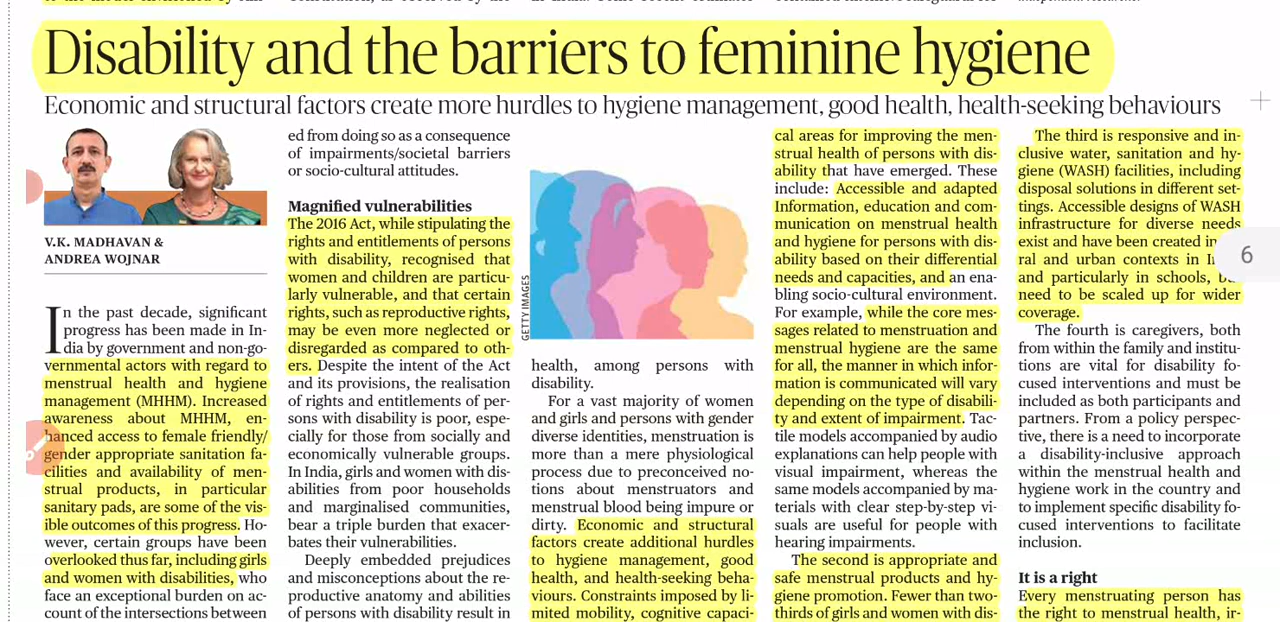 Disability and the barriers to feminine hygiene
Economic and structural factors create more hurdles to hygiene management, good health, health-seeking behaviours
V.K. MADHAVAN &
ANDREA WOJNAR
In the past decade, significant
progress has been made in In-
dia by government and non-go-
vernmental actors with regard to
menstrual health and hygiene
management (MHHM). Increased
awareness about MHHM, en-
hanced access to female friendly/
gender appropriate sanitation fa-
cilities and availability of men-
strual products, in particular
sanitary pads, are some of the vis-
ible outcomes of this progress. Ho-
wever, certain groups have been
overlooked thus far, including girls
and women with disabilities, who
face an exceptional burden on ac-
count of the intersections between
ed from doing so as a consequence
of impairments/societal barriers
or socio-cultural attitudes.
Magnified vulnerabilities
The 2016 Act, while stipulating the
rights and entitlements of persons
with disability, recognised that
women and children are particu-
larly vulnerable, and that certain
rights, such as reproductive rights,
may be even more neglected or
disregarded as compared to oth-
ers. Despite the intent of the Act
and its provisions, the realisation
of rights and entitlements of per-
sons with disability is poor, espe-
cially for those from socially and
economically vulnerable groups.
In India, girls and women with dis-
abilities from poor households
and marginalised communities,
bear a triple burden that exacer-
bates their vulnerabilities.
Deeply embedded prejudices
and misconceptions about the re-
productive anatomy and abilities
of persons with disability result in
GETTY IMAGES
health, among persons with
disability.
For a vast majority of women
and girls and persons with gender
diverse identities, menstruation is
more than a mere physiological
process due to preconceived no-
tions about menstruators and
menstrual blood being impure or
dirty. Economic and structural
factors create additional hurdles
to hygiene management, good
health, and health-seeking beha-
viours. Constraints imposed by li-
mited mobility, cognitive capaci-
cal areas for improving the men-
strual health of persons with dis-
ability that have emerged. These
include: Accessible and adapted
Information, education and com-
munication on menstrual health
and hygiene for persons with dis-
ability based on their differential
needs and capacities, and an ena-
bling socio-cultural environment.
For example, while the core mes-
sages related to menstruation and
menstrual hygiene are the same
for all, the manner in which infor-
mation is communicated will vary
depending on the type of disabili-
ty and extent of impairment. Tac-
tile models accompanied by audio
explanations can help people with
visual impairment, whereas the
same models accompanied by ma-
terials with clear step-by-step vi-
suals are useful for people with
hearing impairments.
The second is appropriate and
safe menstrual products and hy-
giene promotion. Fewer than two-
thirds of girls and women with dis-
The third is responsive and in-
clusive water, sanitation and hy-
giene (WASH) facilities, including
disposal solutions in different set-
tings. Accessible designs of WASH
infrastructure for diverse needs
exist and have been created in
ral and urban contexts in
and particularly in schools,
need to be scaled up for wider
coverage.
The fourth is caregivers, both
from within the family and institu-
tions are vital for disability fo-
cused interventions and must be
included as both participants and
partners. From a policy perspec-
tive, there is a need to incorporate
a disability-inclusive approach
within the menstrual health and
hygiene work in the country and
to implement specific disability fo-
cused interventions to facilitate
inclusion.
It is a right
Every menstruating person has
the right to menstrual health, ir-
6